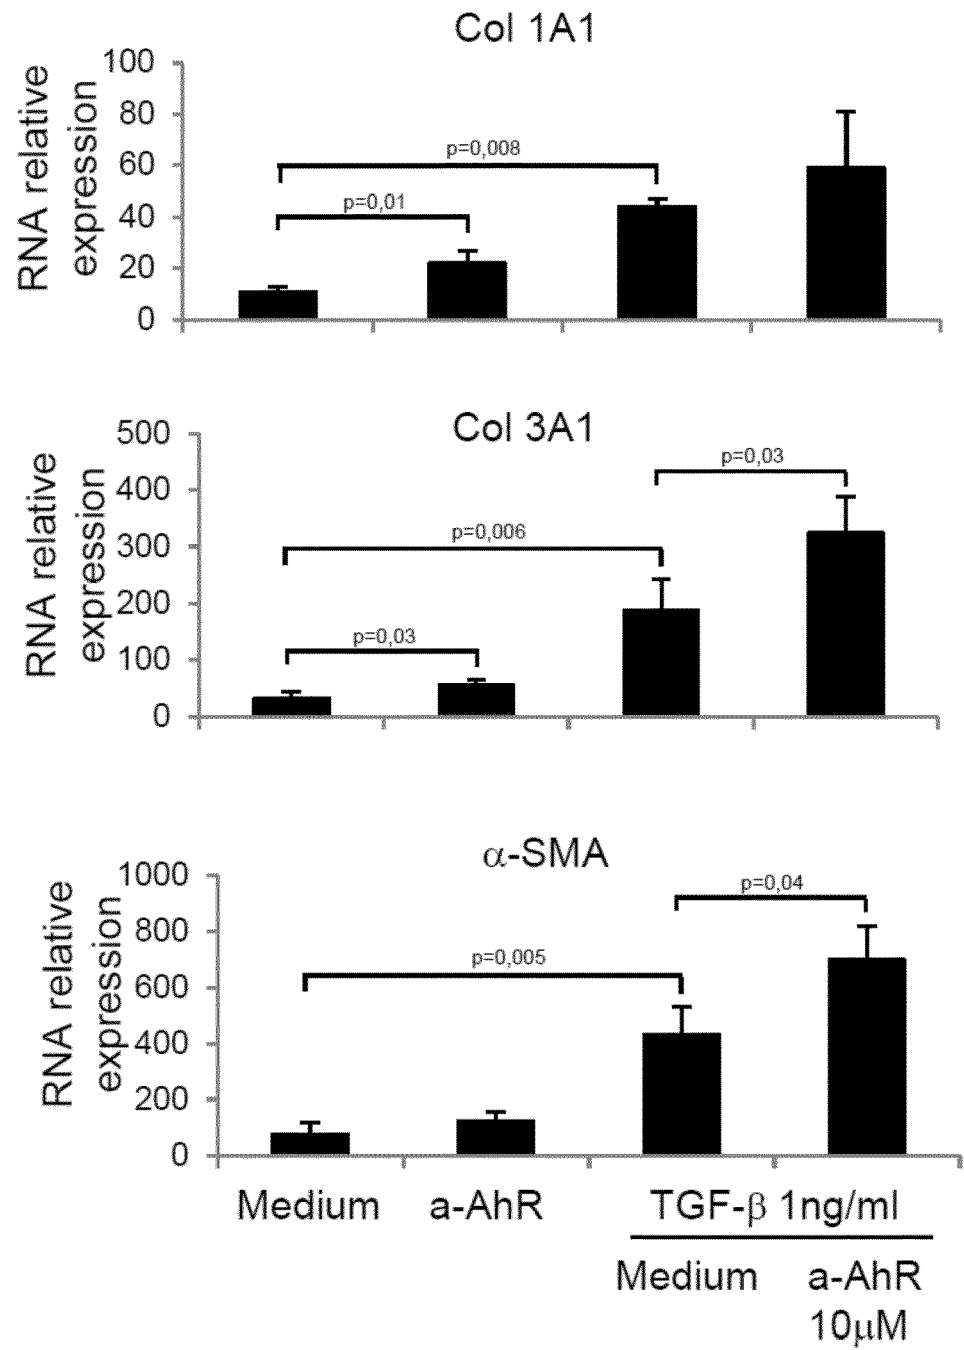 Col 1A1
RNA relative
expression
100
80
60
40
20
0
p=0,008
p=0,01
Col 3A1
RNA relative
expression
500
400
300
200
100
0
p=0,03
p=0,006
p=0,03
α-SMA
RNA relative
expression
1000
800
600
400
200
0
p=0,04
p=0,005
Medium a-AhR TGF-β 1ng/ml
Medium a-AhR
10μM